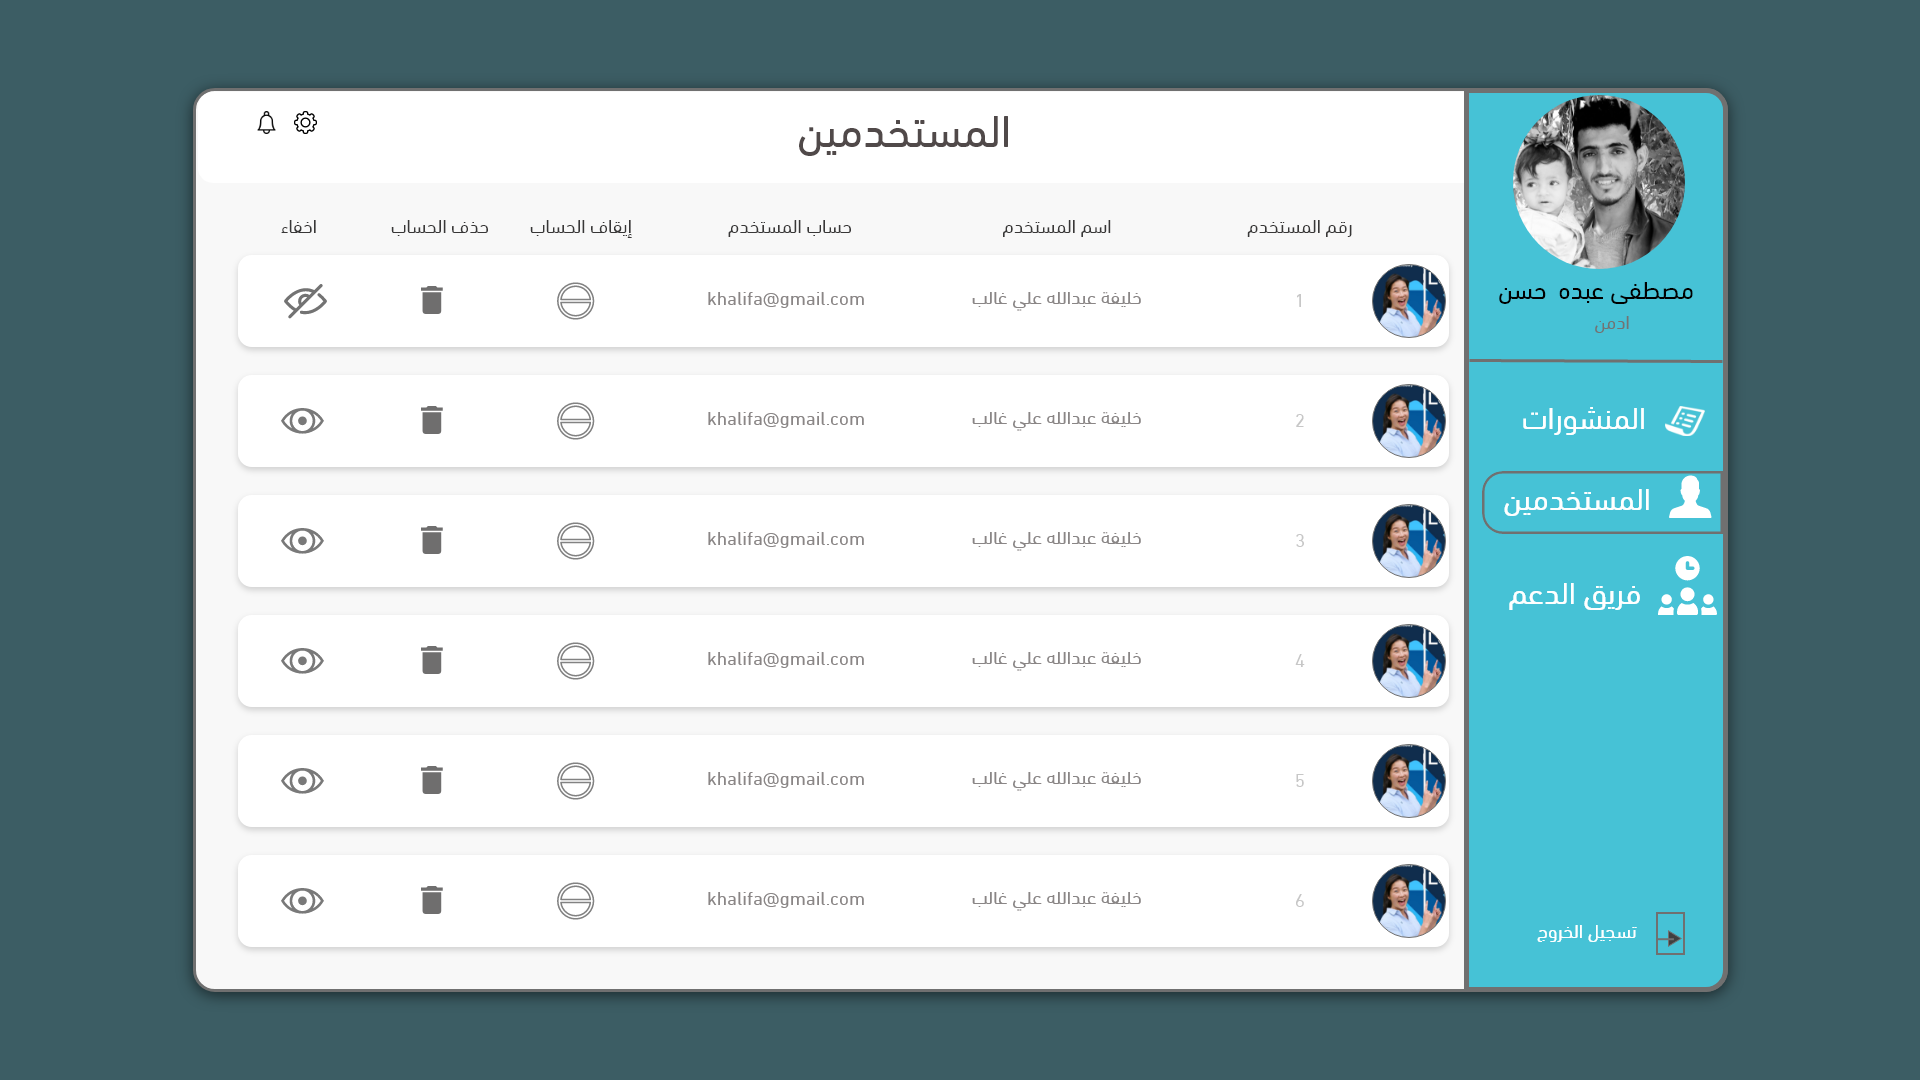 المستخدمين
رقم المستخدم اسم المستخدم حساب المستخدم إيقاف الحساب حذف الحساب اخفاء
1 خليفة عبدالله علي غالب khalifa@gmail.com
2 خليفة عبدالله علي غالب khalifa@gmail.com
3 خليفة عبدالله علي غالب khalifa@gmail.com
4 خليفة عبدالله علي غالب khalifa@gmail.com
5 خليفة عبدالله علي غالب khalifa@gmail.com
6 خليفة عبدالله علي غالب khalifa@gmail.com
مصطفى عبده حسن
ادمن
المنشورات
المستخدمين
فريق الدعم
تسجيل الخروج